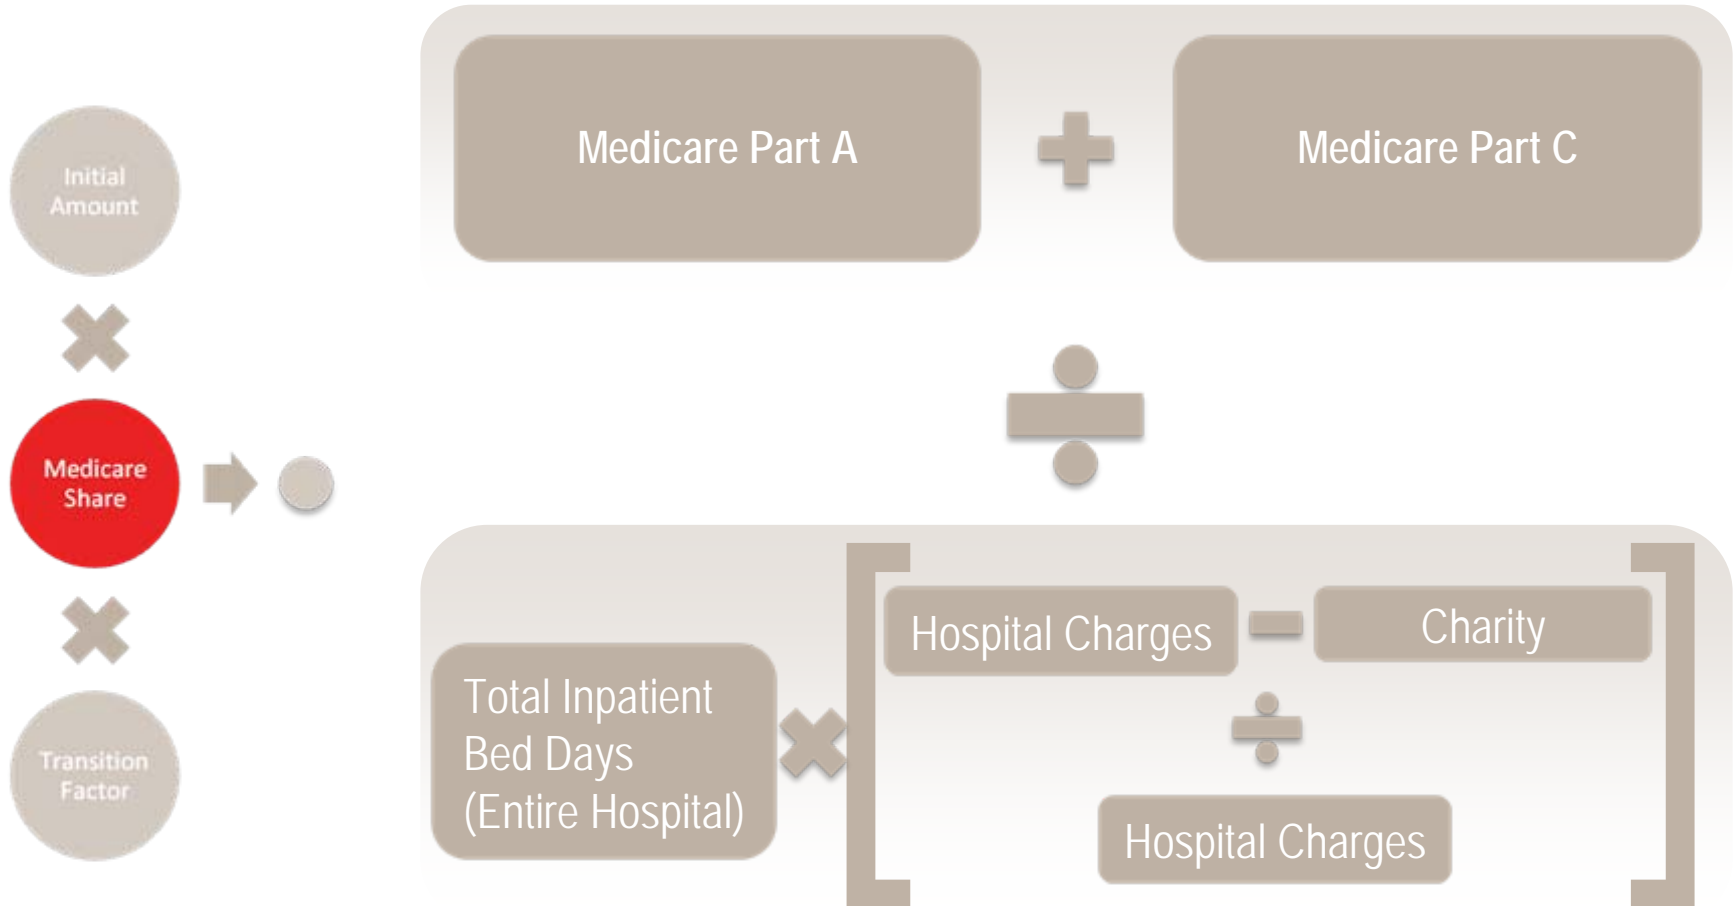 Initial
Amount
Medicare
Share
Transition
Factor
Medicare Part A
Medicare Part C
Total Inpatient
Bed Days
(Entire Hospital)
Hospital Charges
Charity
Hospital Charges